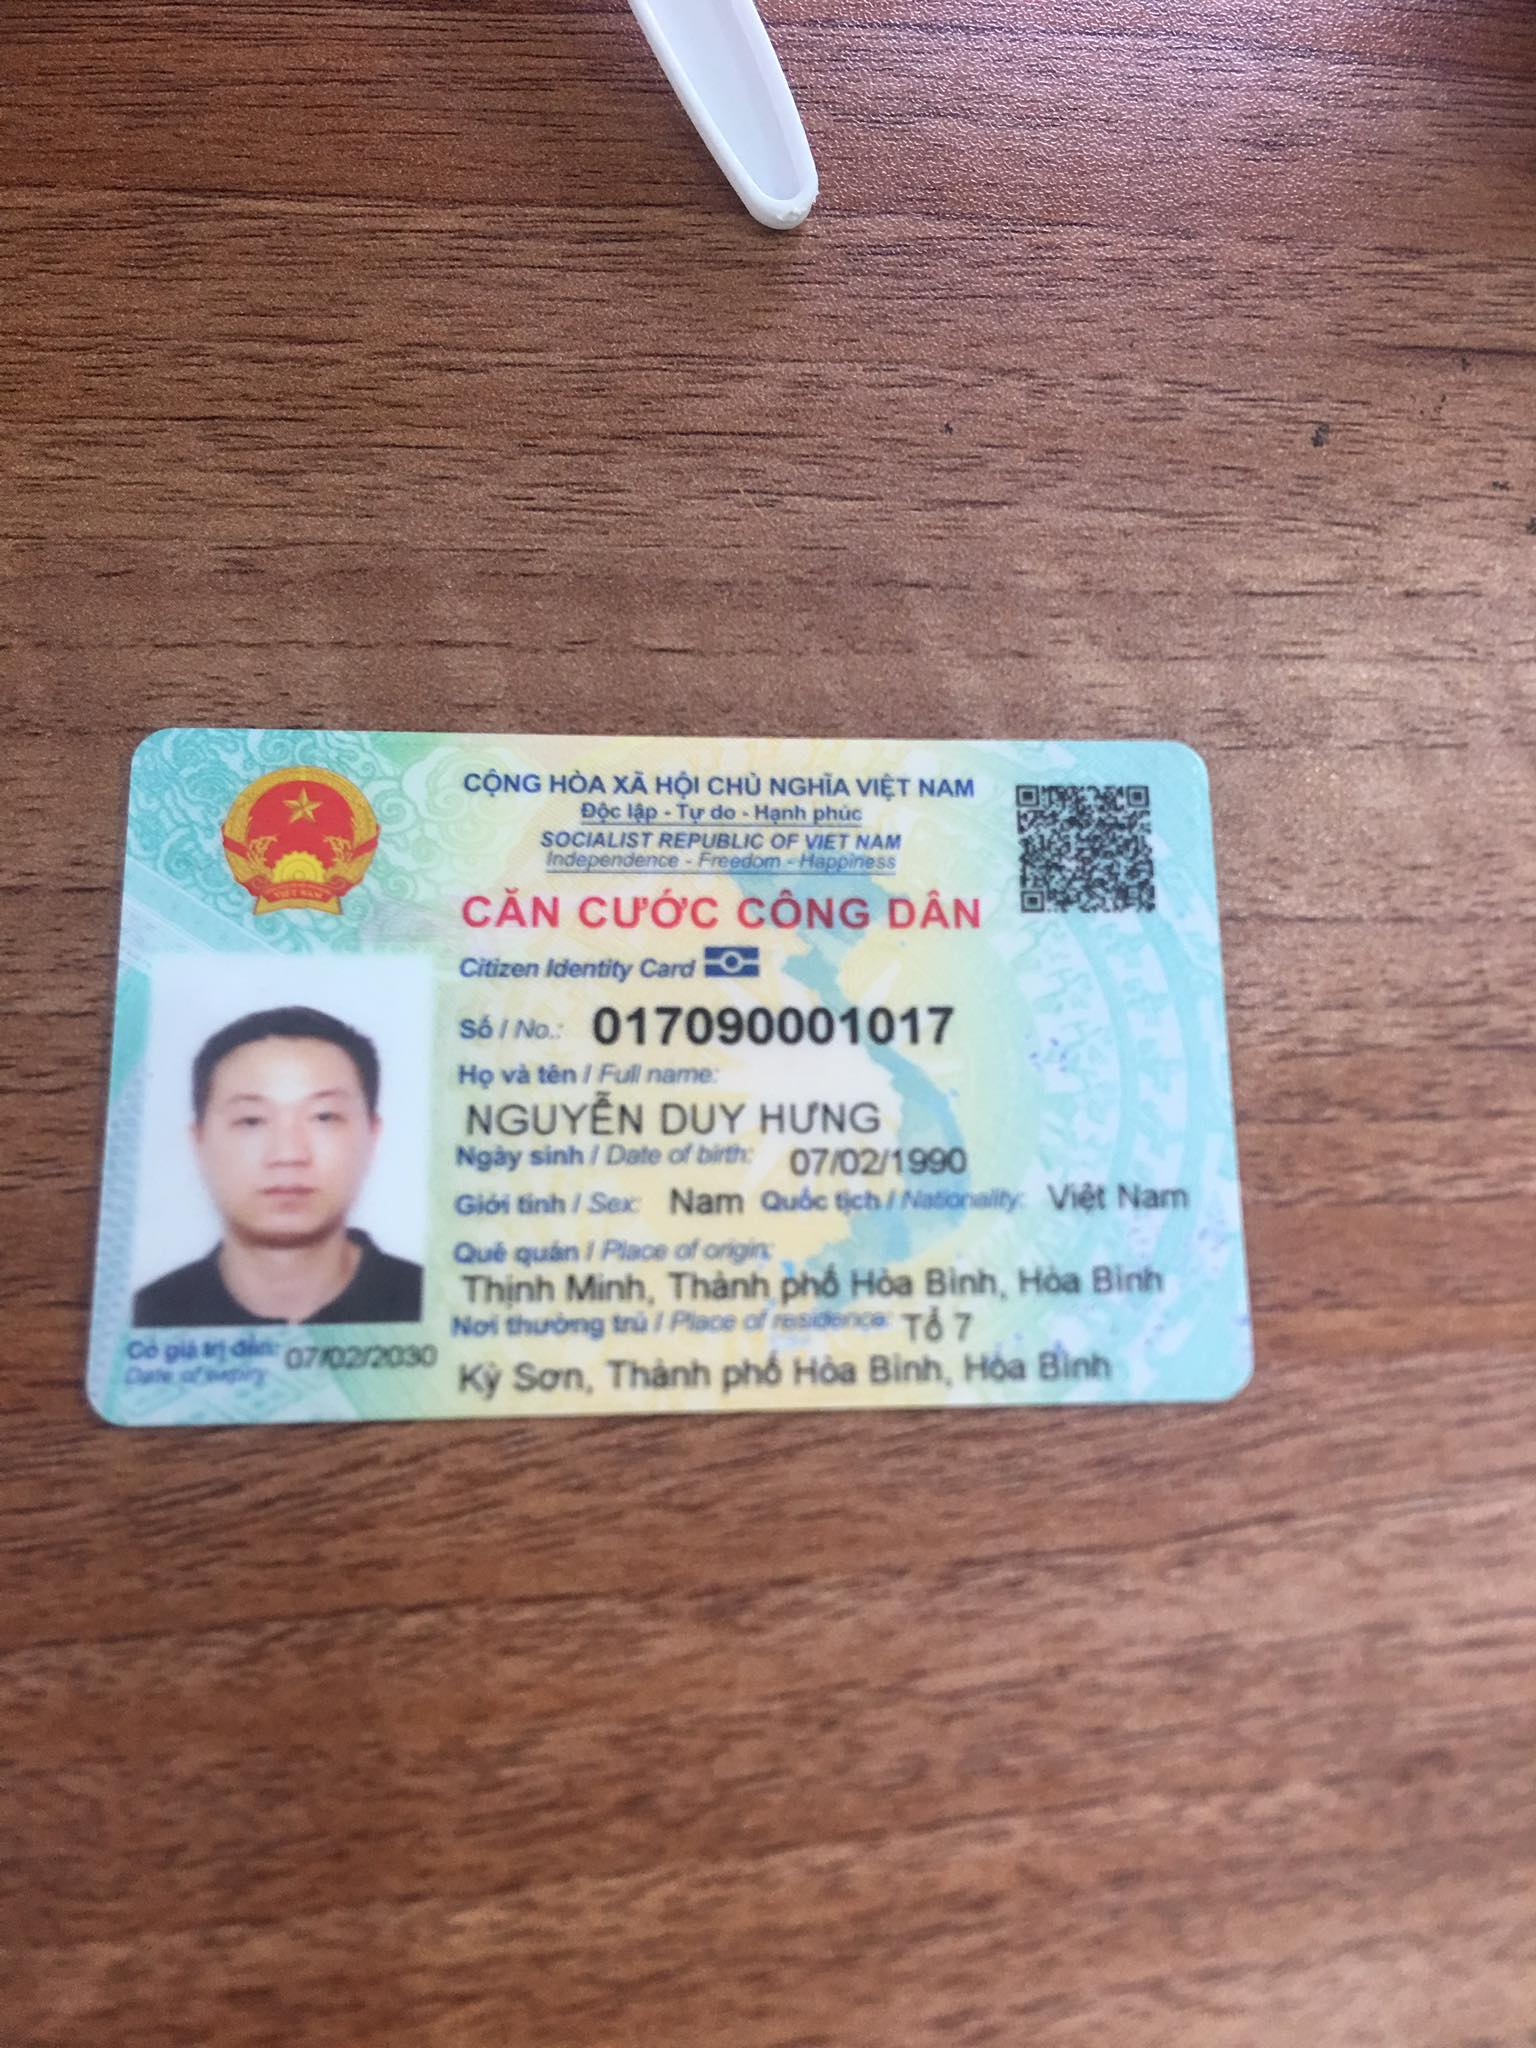 CỘNG HÒA XÃ HỘI CHỦ NGHĨA VIỆT NAM
Độc lập - Tự do - Hạnh phúc
SOCIALIST REPUBLIC OF VIET NAM
Independence - Freedom - Happiness
CĂN CƯỚC CÔNG DÂN
Citizen Identity Card
Số / No.: 017090001017
Họ và tên / Full name:
NGUYỄN DUY HƯNG
Ngày sinh / Date of birth: 07/02/1990
Giới tính / Sex: Nam Quốc tịch / Nationality: Việt Nam
Quê quán / Place of origin:
Thịnh Minh, Thành phố Hòa Bình, Hòa Bình
Nơi thường trú / Place of residence: Tổ 7
Kỳ Sơn, Thành phố Hòa Bình, Hòa Bình
Có giá trị đến: 07/02/2030
Date of expiry
VIỆT NAM